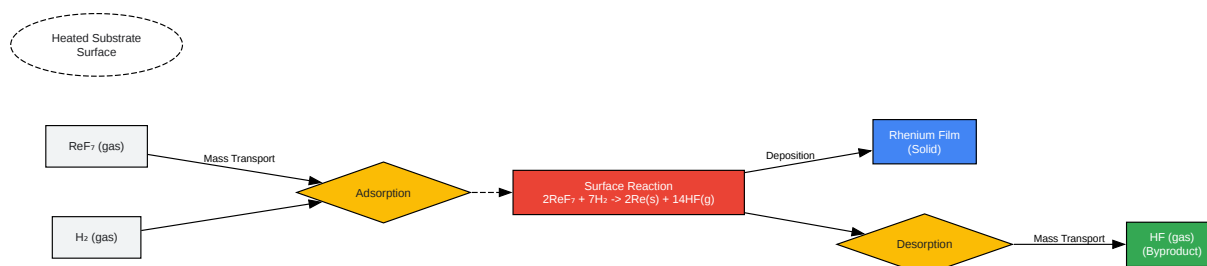 Heated Substrate
Surface
ReF₇ (gas)
Mass Transport
H₂ (gas)
Adsorption
Surface Reaction
2ReF₇ + 7H₂ -> 2Re(s) + 14HF(g)
Deposition
Rhenium Film
(Solid)
Desorption
Mass Transport
HF (gas)
(Byproduct)